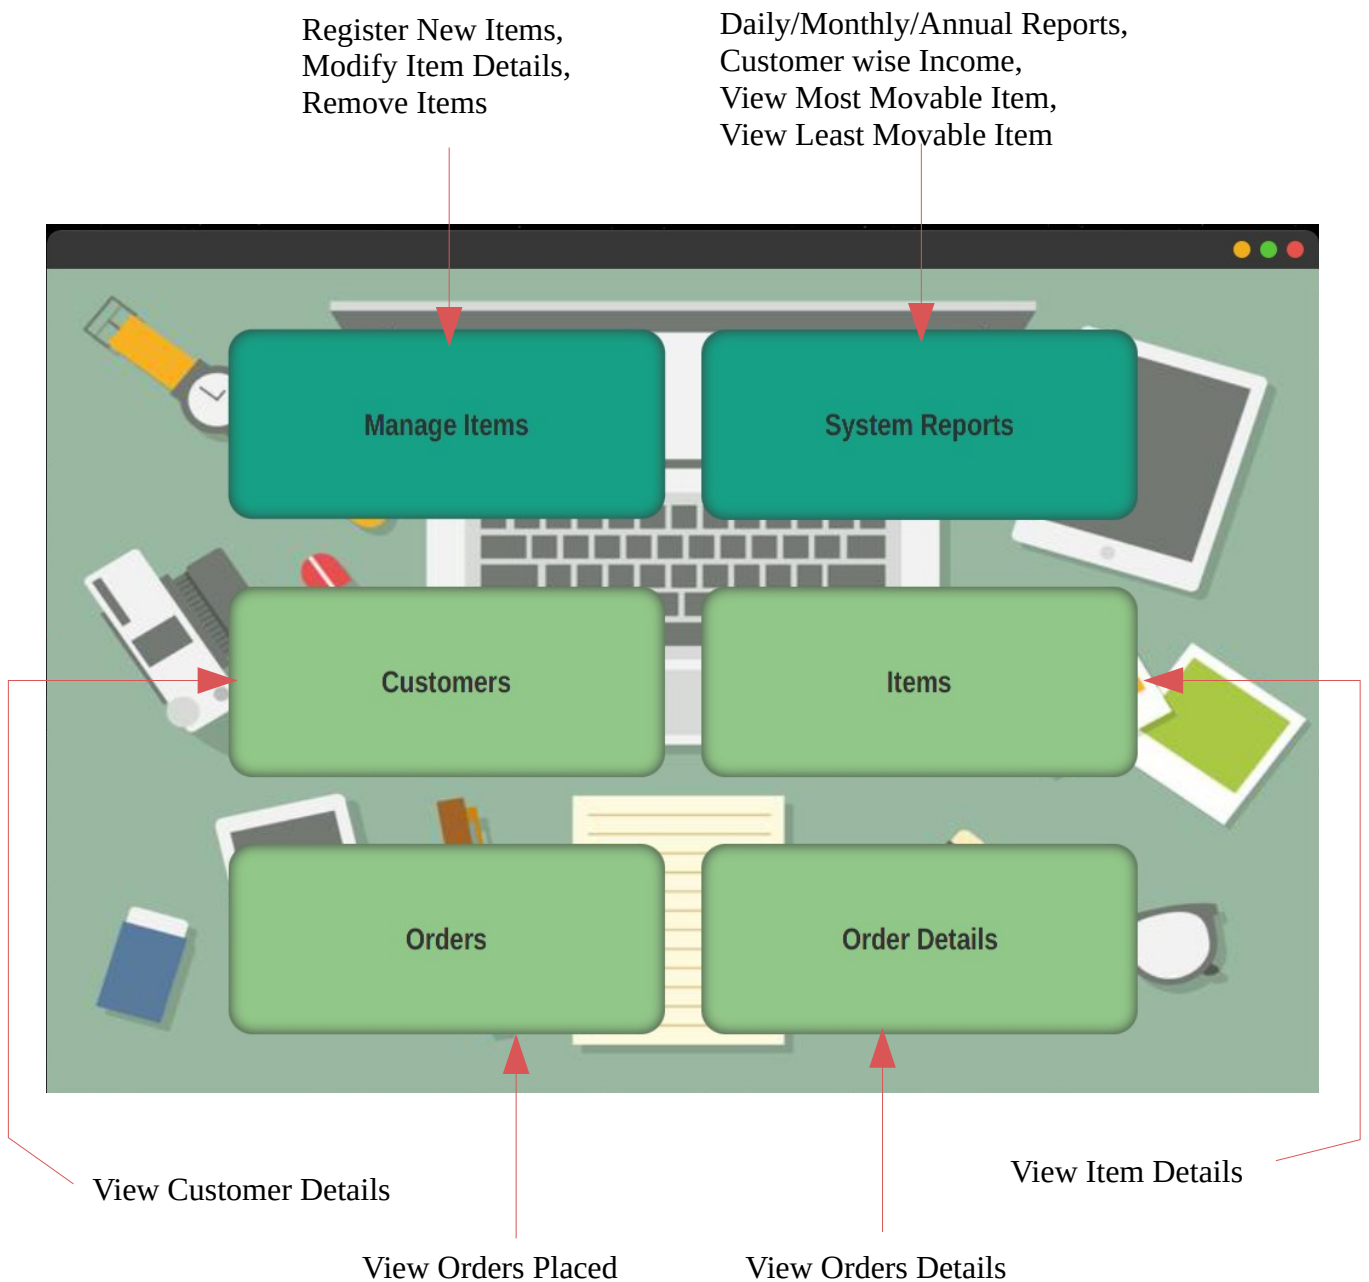 Register New Items,
Modify Item Details,
Remove Items
Daily/Monthly/Annual Reports,
Customer wise Income,
View Most Movable Item,
View Least Movable Item
Manage Items
System Reports
Customers
Items
Orders
Order Details
View Customer Details
View Item Details
View Orders Placed
View Orders Details